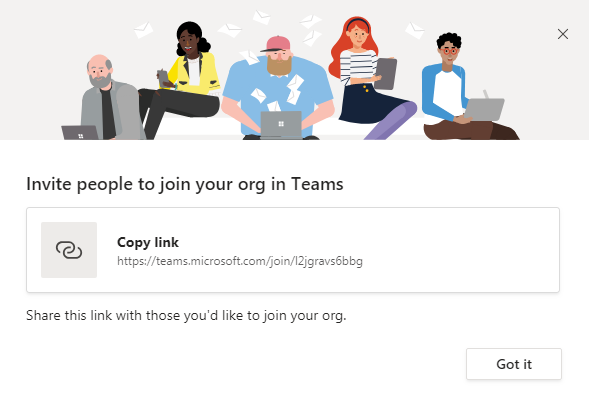 Invite people to join your org in Teams
Copy link
https://teams.microsoft.com/join/l2jgravs6bbg
Share this link with those you'd like to join your org.
Got it